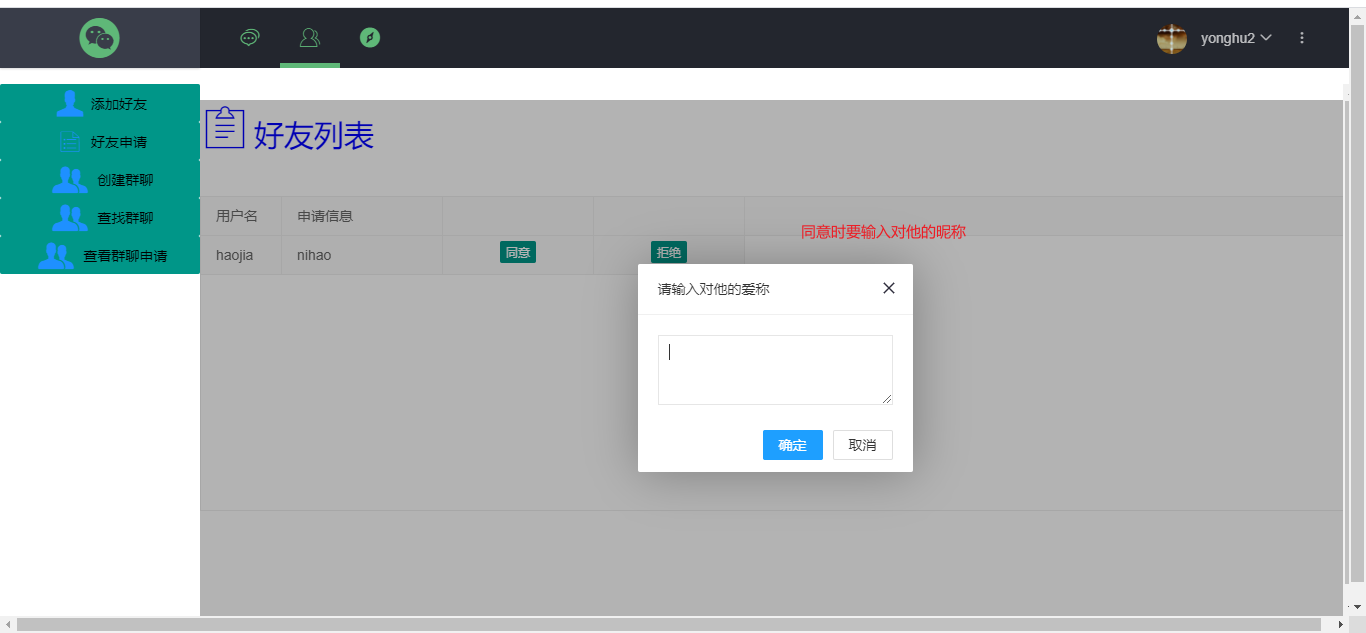 yonghu2
添加好友
好友申请
创建群聊
查找群聊
查看群聊申请
好友列表
用户名 申请信息
同意时要输入对他的昵称
haojia nihao 同意 拒绝
请输入对他的爱称
确定 取消